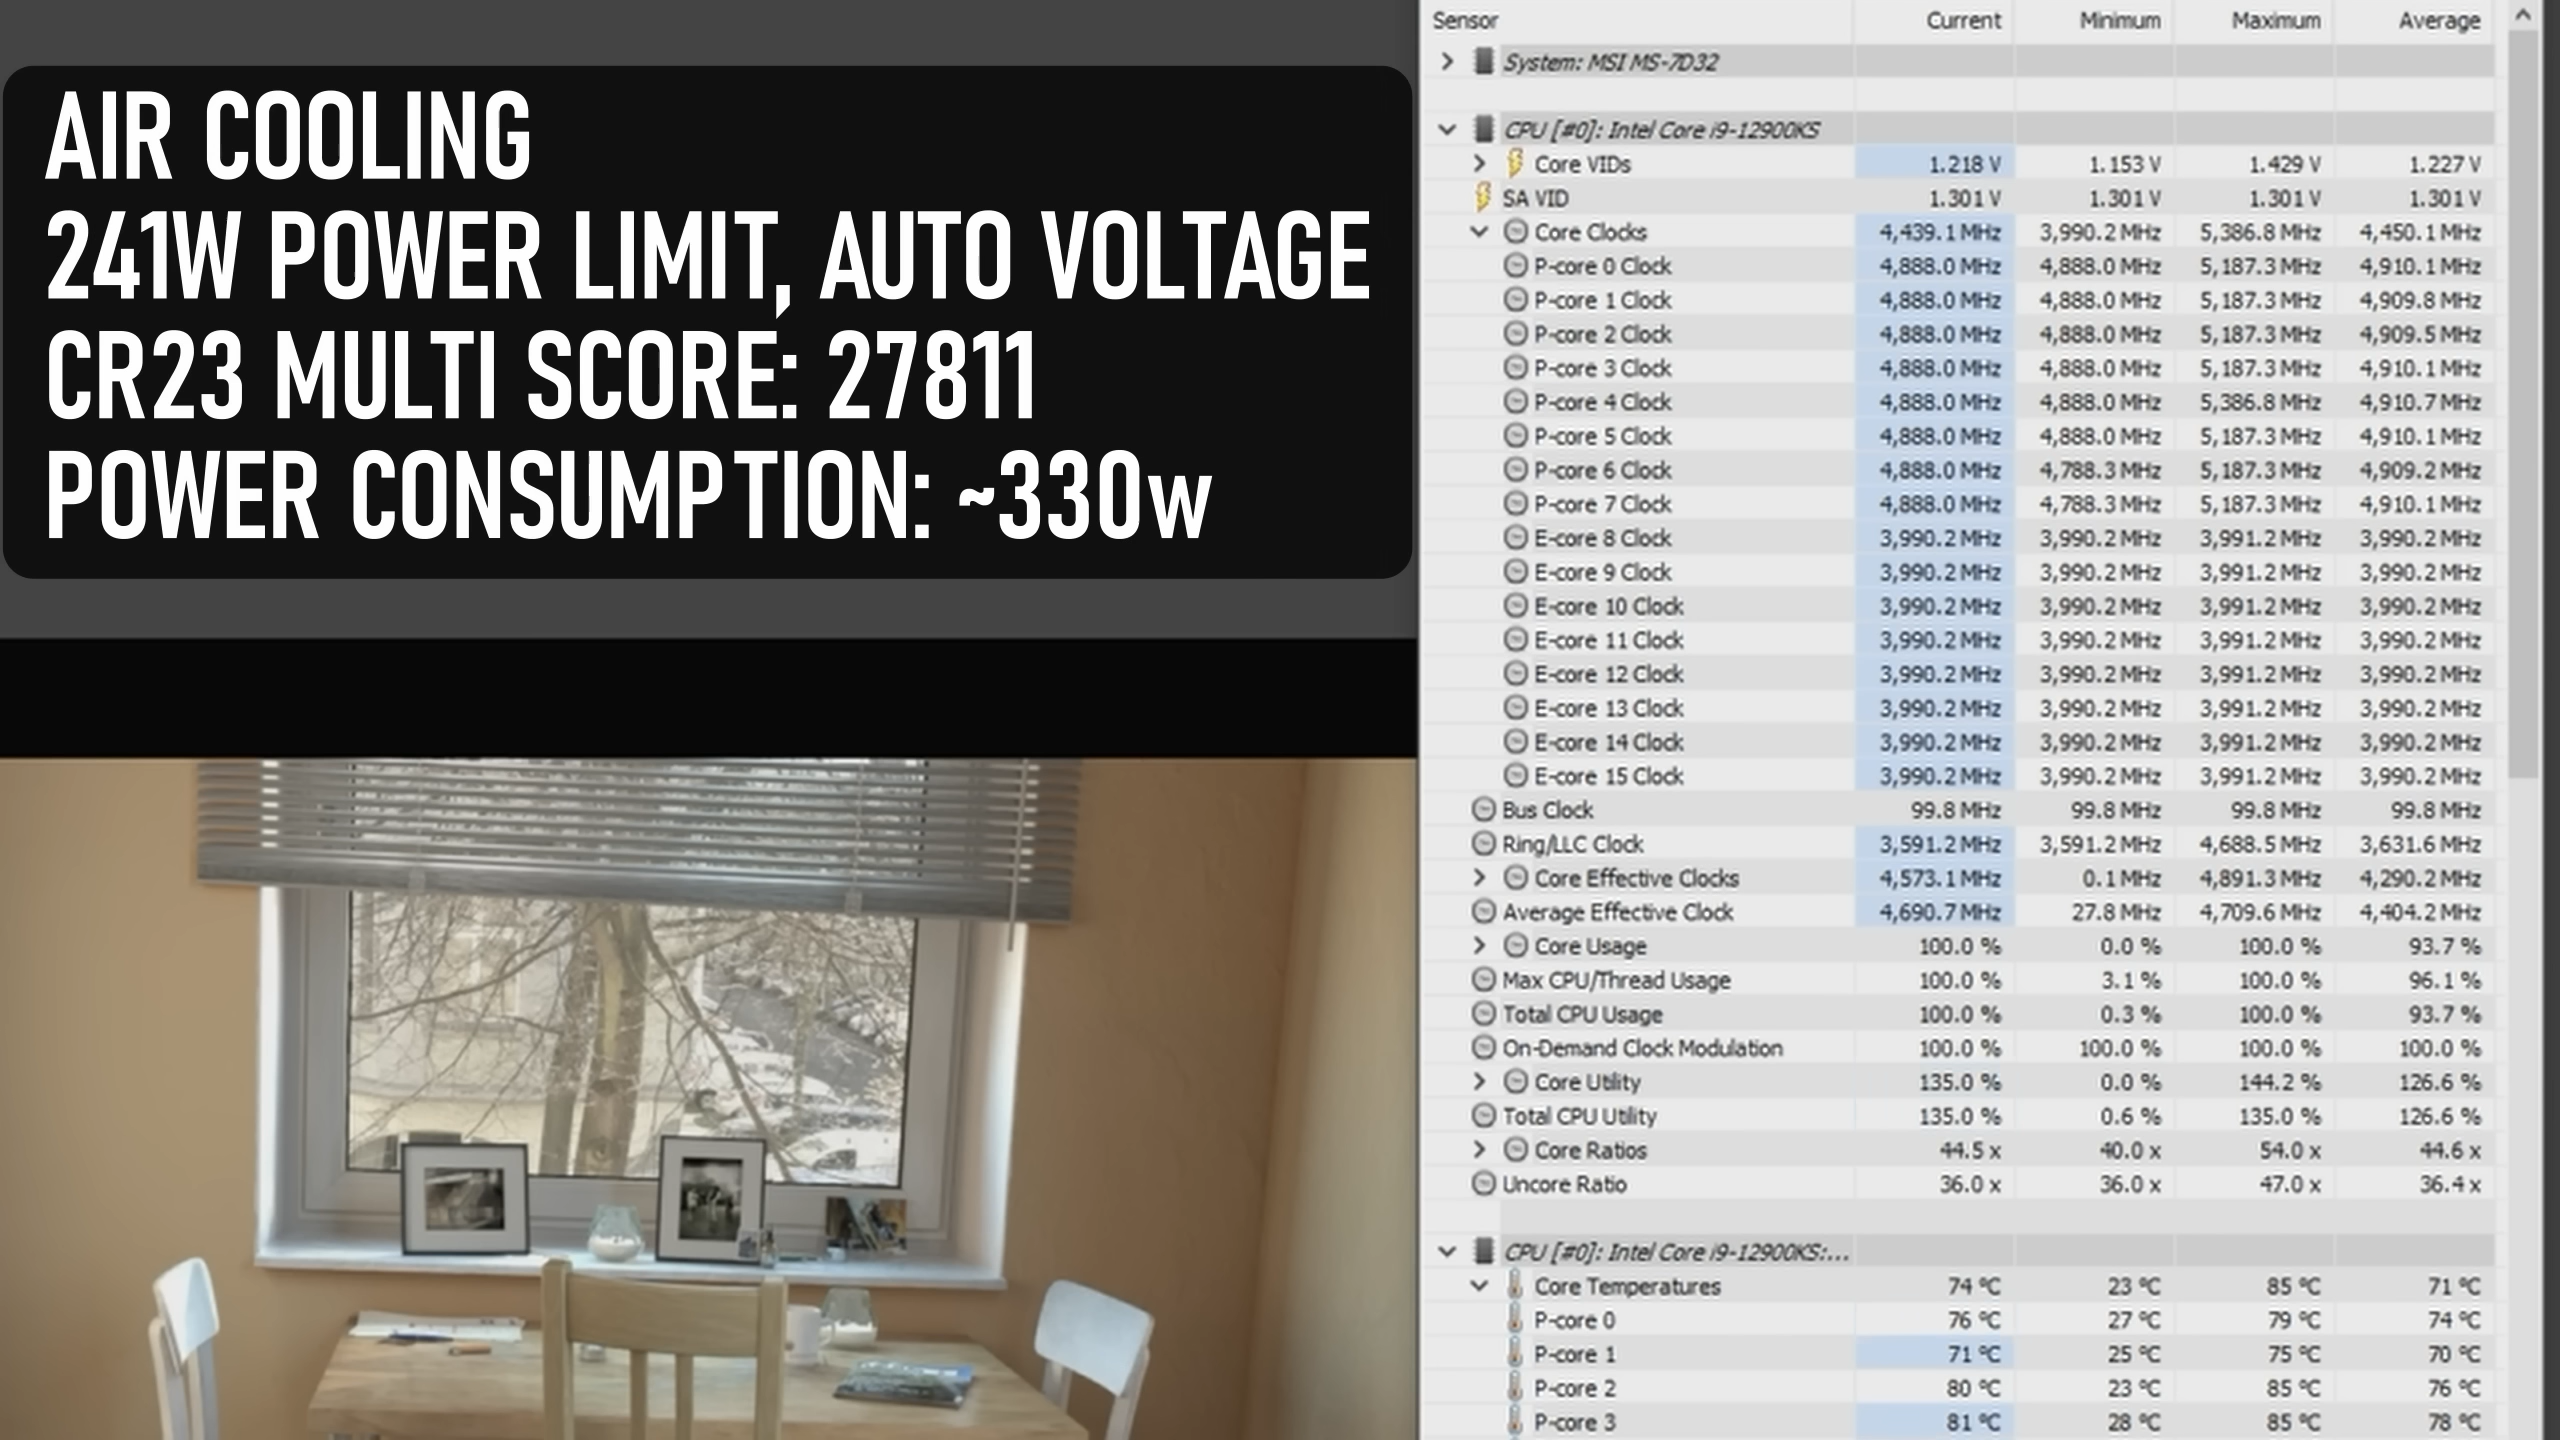 AIR COOLING
241W POWER LIMIT, AUTO VOLTAGE
CR23 MULTI SCORE: 27811
POWER CONSUMPTION: ~330W
Sensor Current Minimum Maximum Average
System: MSI MS-7D32
CPU [#0]: Intel Core i9-12900KS
Core VIDs 1.218 V 1.153 V 1.429 V 1.227 V
SA VID 1.301 V 1.301 V 1.301 V 1.301 V
Core Clocks 4,439.1 MHz 3,990.2 MHz 5,386.8 MHz 4,450.1 MHz
P-core 0 Clock 4,888.0 MHz 4,888.0 MHz 5,187.3 MHz 4,910.1 MHz
P-core 1 Clock 4,888.0 MHz 4,888.0 MHz 5,187.3 MHz 4,909.8 MHz
P-core 2 Clock 4,888.0 MHz 4,888.0 MHz 5,187.3 MHz 4,909.5 MHz
P-core 3 Clock 4,888.0 MHz 4,888.0 MHz 5,187.3 MHz 4,910.1 MHz
P-core 4 Clock 4,888.0 MHz 4,888.0 MHz 5,386.8 MHz 4,910.7 MHz
P-core 5 Clock 4,888.0 MHz 4,888.0 MHz 5,187.3 MHz 4,910.1 MHz
P-core 6 Clock 4,888.0 MHz 4,788.3 MHz 5,187.3 MHz 4,909.2 MHz
P-core 7 Clock 4,888.0 MHz 4,788.3 MHz 5,187.3 MHz 4,910.1 MHz
E-core 8 Clock 3,990.2 MHz 3,990.2 MHz 3,991.2 MHz 3,990.2 MHz
E-core 9 Clock 3,990.2 MHz 3,990.2 MHz 3,991.2 MHz 3,990.2 MHz
E-core 10 Clock 3,990.2 MHz 3,990.2 MHz 3,991.2 MHz 3,990.2 MHz
E-core 11 Clock 3,990.2 MHz 3,990.2 MHz 3,991.2 MHz 3,990.2 MHz
E-core 12 Clock 3,990.2 MHz 3,990.2 MHz 3,991.2 MHz 3,990.2 MHz
E-core 13 Clock 3,990.2 MHz 3,990.2 MHz 3,991.2 MHz 3,990.2 MHz
E-core 14 Clock 3,990.2 MHz 3,990.2 MHz 3,991.2 MHz 3,990.2 MHz
E-core 15 Clock 3,990.2 MHz 3,990.2 MHz 3,991.2 MHz 3,990.2 MHz
Bus Clock 99.8 MHz 99.8 MHz 99.8 MHz 99.8 MHz
Ring/LLC Clock 3,591.2 MHz 3,591.2 MHz 4,688.5 MHz 3,631.6 MHz
Core Effective Clocks 4,573.1 MHz 0.1 MHz 4,891.3 MHz 4,290.2 MHz
Average Effective Clock 4,690.7 MHz 27.8 MHz 4,709.6 MHz 4,404.2 MHz
Core Usage 100.0 % 0.0 % 100.0 % 93.7 %
Max CPU/Thread Usage 100.0 % 3.1 % 100.0 % 96.1 %
Total CPU Usage 100.0 % 0.3 % 100.0 % 93.7 %
On-Demand Clock Modulation 100.0 % 100.0 % 100.0 % 100.0 %
Core Utility 135.0 % 0.0 % 144.2 % 126.6 %
Total CPU Utility 135.0 % 0.6 % 135.0 % 126.6 %
Core Ratios 44.5 x 40.0 x 54.0 x 44.6 x
Uncore Ratio 36.0 x 36.0 x 47.0 x 36.4 x
CPU [#0]: Intel Core i9-12900KS:...
Core Temperatures 74 °C 23 °C 85 °C 71 °C
P-core 0 76 °C 27 °C 79 °C 74 °C
P-core 1 71 °C 25 °C 75 °C 70 °C
P-core 2 80 °C 23 °C 85 °C 76 °C
P-core 3 81 °C 28 °C 85 °C 78 °C